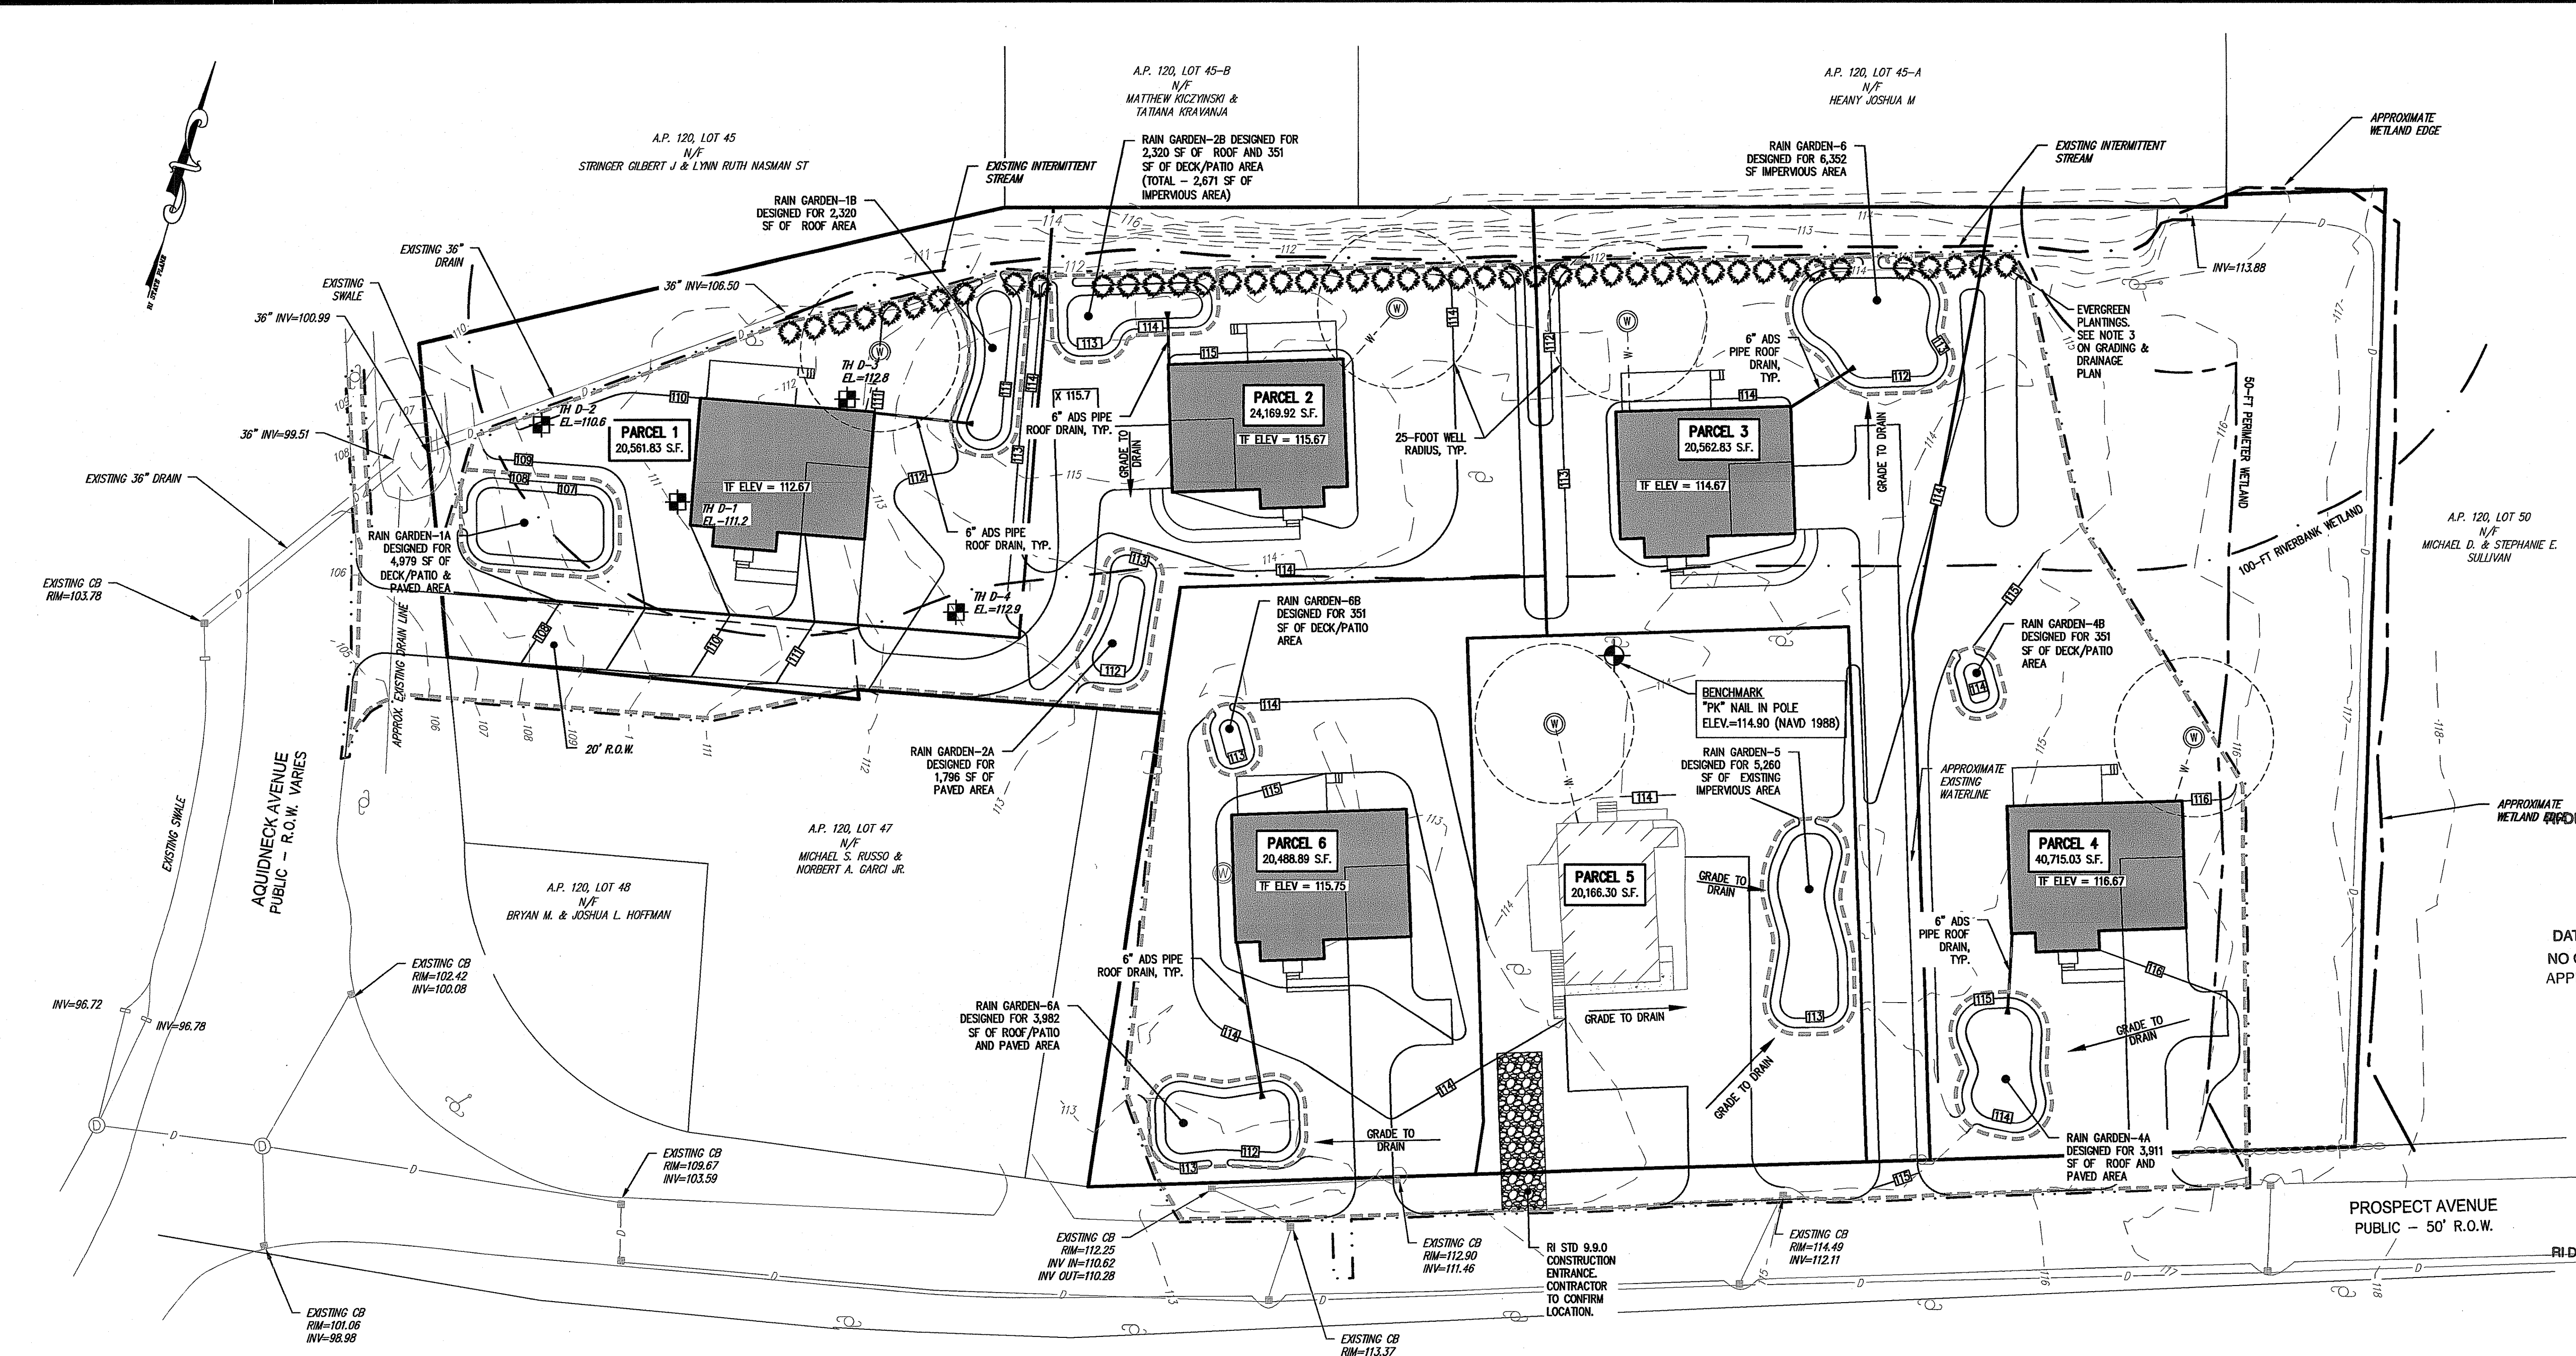 A.P. 120, LOT 45-B
N/F
MATTHEW KICZYINSKI &
TATIANA KRAVANJA
A.P. 120, LOT 45-A
N/F
HEANY JOSHUA M
A.P. 120, LOT 45
N/F
STRINGER GILBERT J & LYNN RUTH NASMAN ST
RI STATE PLANE
APPROXIMATE
WETLAND EDGE
RAIN GARDEN-2B DESIGNED FOR
2,320 SF OF ROOF AND 351
SF OF DECK/PATIO AREA
(TOTAL - 2,671 SF OF
IMPERVIOUS AREA)
EXISTING INTERMITTENT
STREAM
RAIN GARDEN-6
DESIGNED FOR 6,352
SF IMPERVIOUS AREA
EXISTING INTERMITTENT
STREAM
RAIN GARDEN-1B
DESIGNED FOR 2,320
SF OF ROOF AREA
EXISTING 36"
DRAIN
EXISTING
SWALE
36" INV=100.99
36" INV=106.50
36" INV=99.51
INV=113.88
EVERGREEN
PLANTINGS.
SEE NOTE 3
ON GRADING &
DRAINAGE
PLAN
TH D-3
EL.=112.8
TH D-2
EL.=110.6
TH D-1
EL.-111.2
TH D-4
EL.=112.9
PARCEL 1
20,561.83 S.F.
TF ELEV = 112.67
X 115.7
6" ADS PIPE
ROOF DRAIN, TYP.
GRADE TO
DRAIN
PARCEL 2
24,169.92 S.F.
TF ELEV = 115.67
25-FOOT WELL
RADIUS, TYP.
6" ADS
PIPE ROOF
DRAIN,
TYP.
PARCEL 3
20,562.83 S.F.
TF ELEV = 114.67
GRADE TO DRAIN
50-FT PERIMETER WETLAND
100-FT RIVERBANK WETLAND
A.P. 120, LOT 50
N/F
MICHAEL D. & STEPHANIE E.
SULLIVAN
EXISTING 36" DRAIN
RAIN GARDEN-1A
DESIGNED FOR
4,979 SF OF
DECK/PATIO &
PAVED AREA
6" ADS PIPE
ROOF DRAIN, TYP.
EXISTING CB
RIM=103.78
APPROX. EXISTING DRAIN LINE
20' R.O.W.
RAIN GARDEN-6B
DESIGNED FOR 351
SF OF DECK/PATIO
AREA
RAIN GARDEN-4B
DESIGNED FOR 351
SF OF DECK/PATIO
AREA
BENCHMARK
"PK" NAIL IN POLE
ELEV.=114.90 (NAVD 1988)
RAIN GARDEN-2A
DESIGNED FOR
1,796 SF OF
PAVED AREA
RAIN GARDEN-5
DESIGNED FOR 5,260
SF OF EXISTING
IMPERVIOUS AREA
APPROXIMATE
EXISTING
WATERLINE
APPROXIMATE
WETLAND EDGE
AQUIDNECK AVENUE
PUBLIC - R.O.W. VARIES
EXISTING SWALE
A.P. 120, LOT 47
N/F
MICHAEL S. RUSSO &
NORBERT A. GARCI JR.
A.P. 120, LOT 48
N/F
BRYAN M. & JOSHUA L. HOFFMAN
PARCEL 6
20,488.89 S.F.
TF ELEV = 115.75
PARCEL 5
20,166.30 S.F.
GRADE TO
DRAIN
PARCEL 4
40,715.03 S.F.
TF ELEV = 116.67
6" ADS
PIPE ROOF
DRAIN,
TYP.
DAT
NO
APP
EXISTING CB
RIM=102.42
INV=100.08
INV=96.72
INV=96.78
6" ADS PIPE
ROOF DRAIN, TYP.
RAIN GARDEN-6A
DESIGNED FOR 3,982
SF OF ROOF/PATIO
AND PAVED AREA
GRADE TO DRAIN
GRADE TO DRAIN
GRADE TO
DRAIN
GRADE TO
DRAIN
EXISTING CB
RIM=109.67
INV=103.59
RAIN GARDEN-4A
DESIGNED FOR 3,911
SF OF ROOF AND
PAVED AREA
PROSPECT AVENUE
PUBLIC - 50' R.O.W.
EXISTING CB
RIM=112.25
INV IN=110.62
INV OUT=110.28
EXISTING CB
RIM=112.90
INV=111.46
RI STD 9.9.0
CONSTRUCTION
ENTRANCE.
CONTRACTOR
TO CONFIRM
LOCATION.
EXISTING CB
RIM=114.49
INV=112.11
RI D
EXISTING CB
RIM=101.06
INV=98.98
EXISTING CB
RIM=113.37